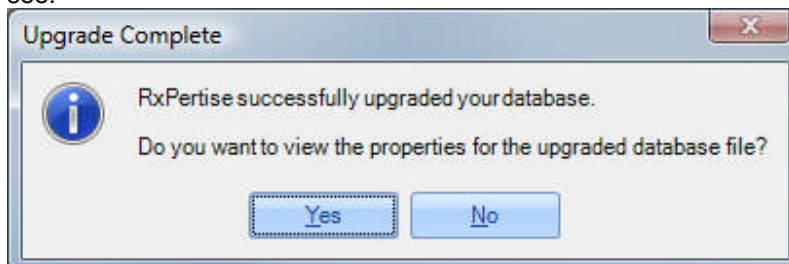 see:
Upgrade Complete
RxPertise successfully upgraded your database.
Do you want to view the properties for the upgraded database file?
Yes
No